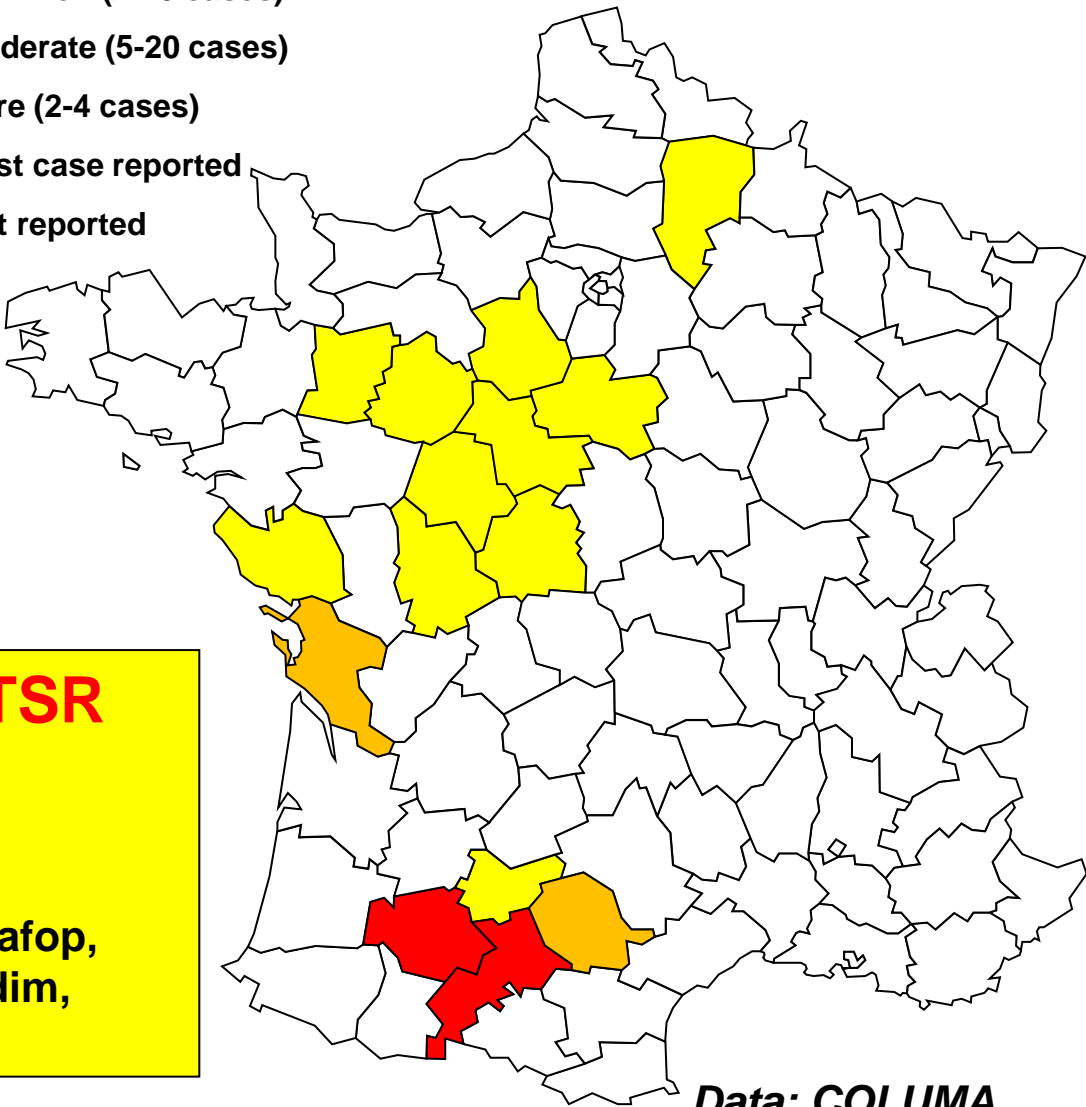 derate (5-20 cases)
re (2-4 cases)
st case reported
t reported
TSR
afop,
dim,
Data: COLUMA